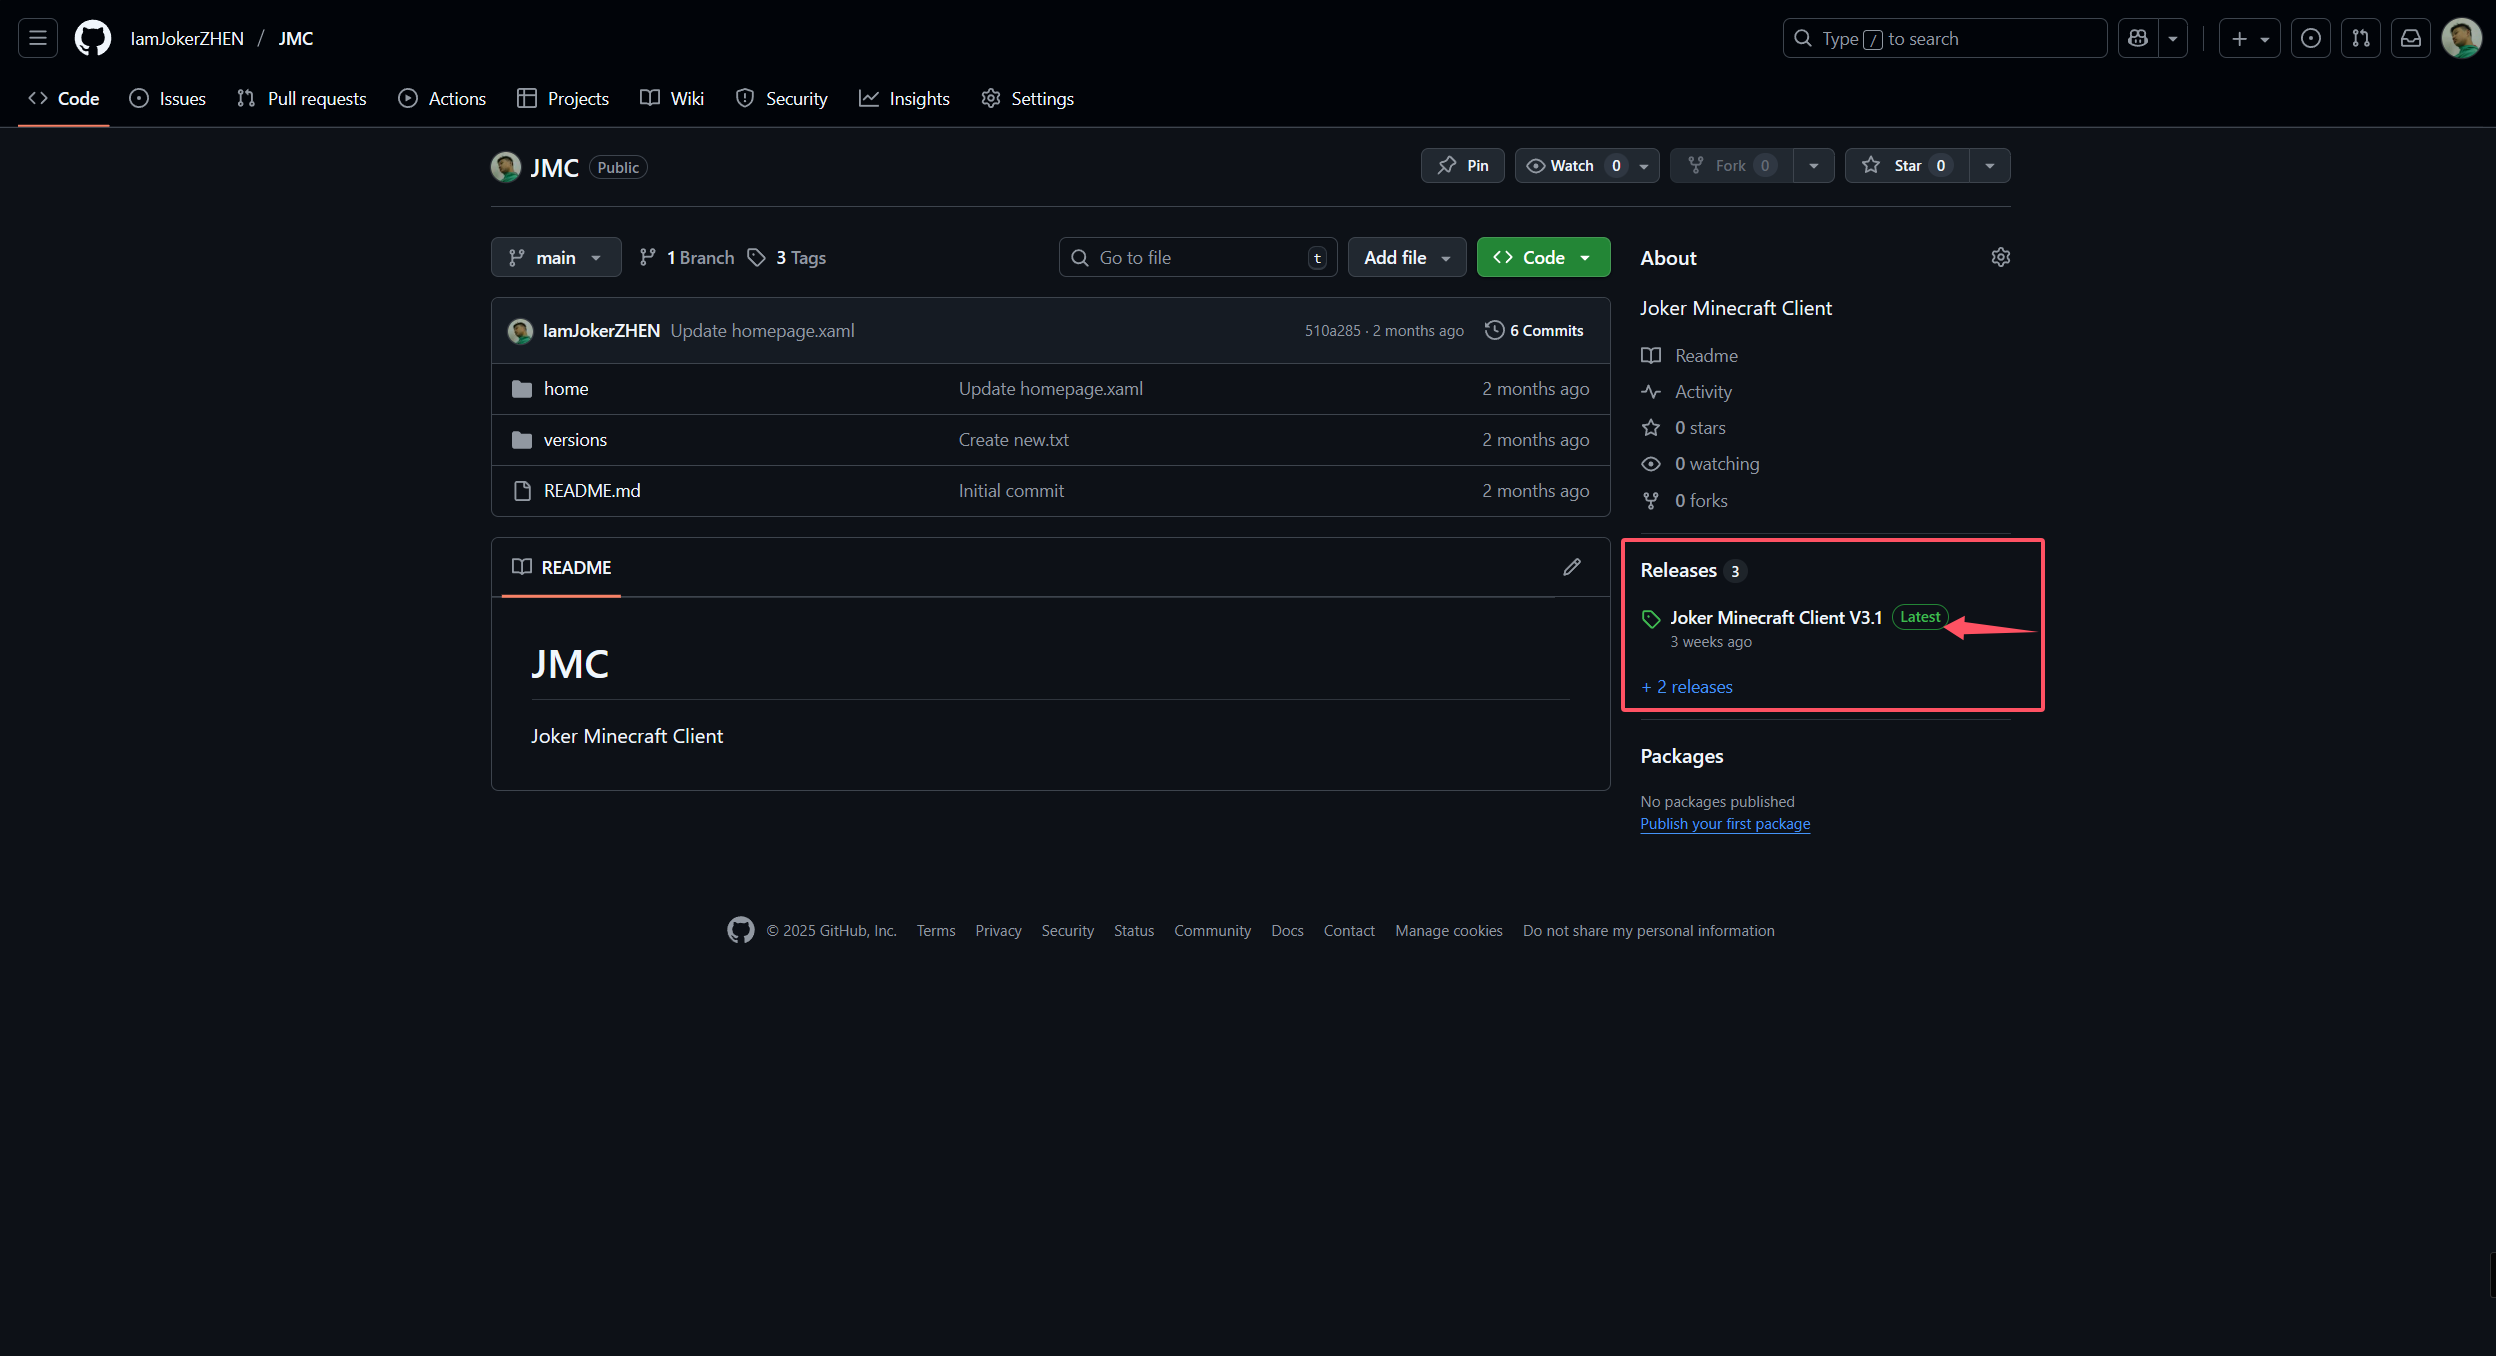 IamJokerZHEN / JMC
Type / to search
Code
Issues
Pull requests
Actions
Projects
Wiki
Security
Insights
Settings
JMC Public
Pin
Watch 0
Fork 0
Star 0
main
1 Branch
3 Tags
Go to file t
Add file
Code
IamJokerZHEN Update homepage.xaml 510a285 · 2 months ago 6 Commits
home Update homepage.xaml 2 months ago
versions Create new.txt 2 months ago
README.md Initial commit 2 months ago
README
JMC
Joker Minecraft Client
About
Joker Minecraft Client
Readme
Activity
0 stars
0 watching
0 forks
Releases 3
Joker Minecraft Client V3.1 Latest
3 weeks ago
+ 2 releases
Packages
No packages published
Publish your first package
© 2025 GitHub, Inc. Terms Privacy Security Status Community Docs Contact Manage cookies Do not share my personal information